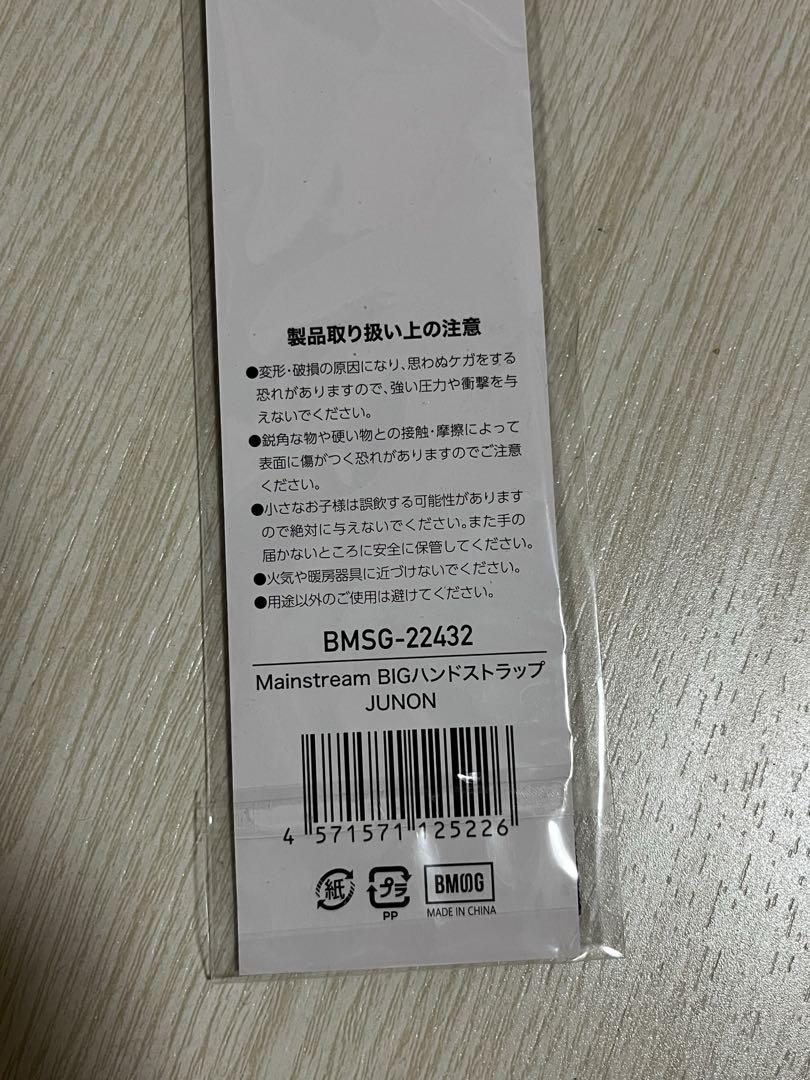 製品取り扱い上の注意
●変形・破損の原因になり、思わぬケガをする
恐れがありますので、強い圧力や衝撃を与
えないでください。
●鋭角な物や硬い物との接触・摩擦によって
表面に傷がつく恐れがありますのでご注意
ください。
●小さなお子様は誤飲する可能性があります
ので絶対に与えないでください。また手の
届かないところに安全に保管してください。
●火気や暖房器具に近づけないでください。
●用途以外のご使用は避けてください。
BMSG-22432
Mainstream BIGハンドストラップ
JUNON
4 571571 125226
紙 プラ BMSG
PP MADE IN CHINA